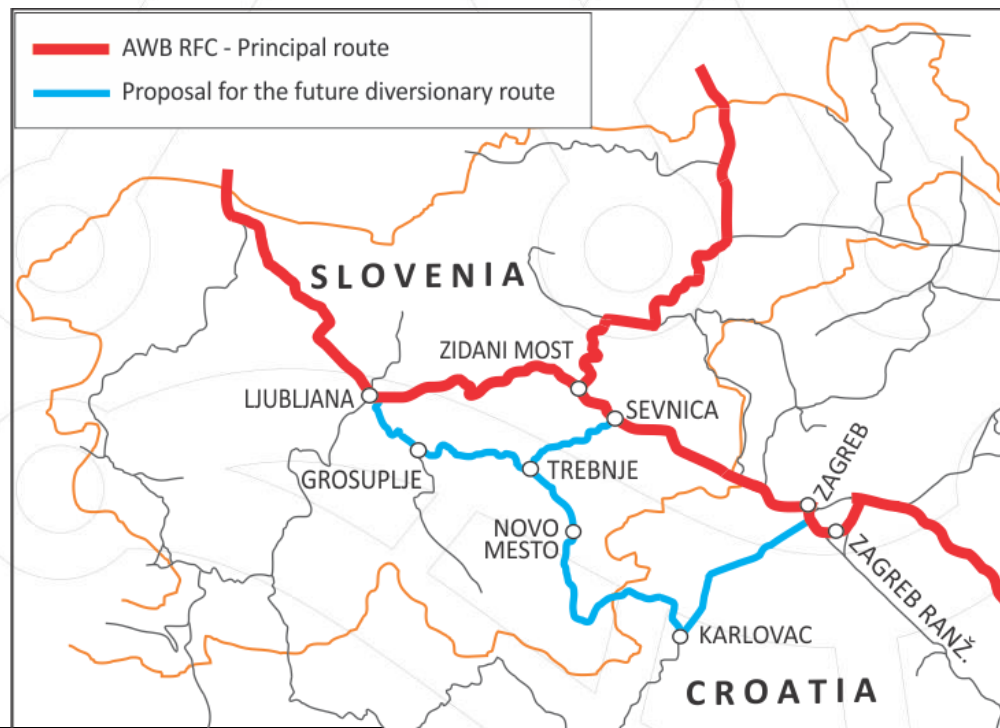 AWB RFC - Principal route
Proposal for the future diversionary route
SLOVENIA
ZIDANI MOST
LJUBLJANA
SEVNICA
GROSUPLJE
TREBNJE
ZAGREB
NOVO
MESTO
ZAGREB RANŽ.
KARLOVAC
CROATIA